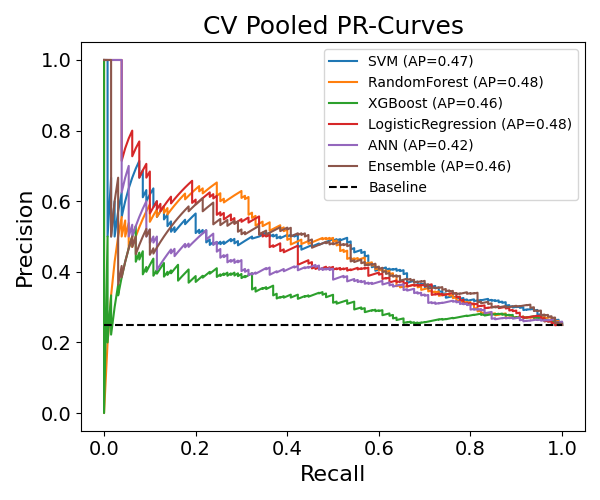 CV Pooled PR-Curves
SVM (AP=0.47)
RandomForest (AP=0.48)
XGBoost (AP=0.46)
LogisticRegression (AP=0.48)
ANN (AP=0.42)
Ensemble (AP=0.46)
Baseline
Precision
1.0
0.8
0.6
0.4
0.2
0.0
0.0 0.2 0.4 0.6 0.8 1.0
Recall